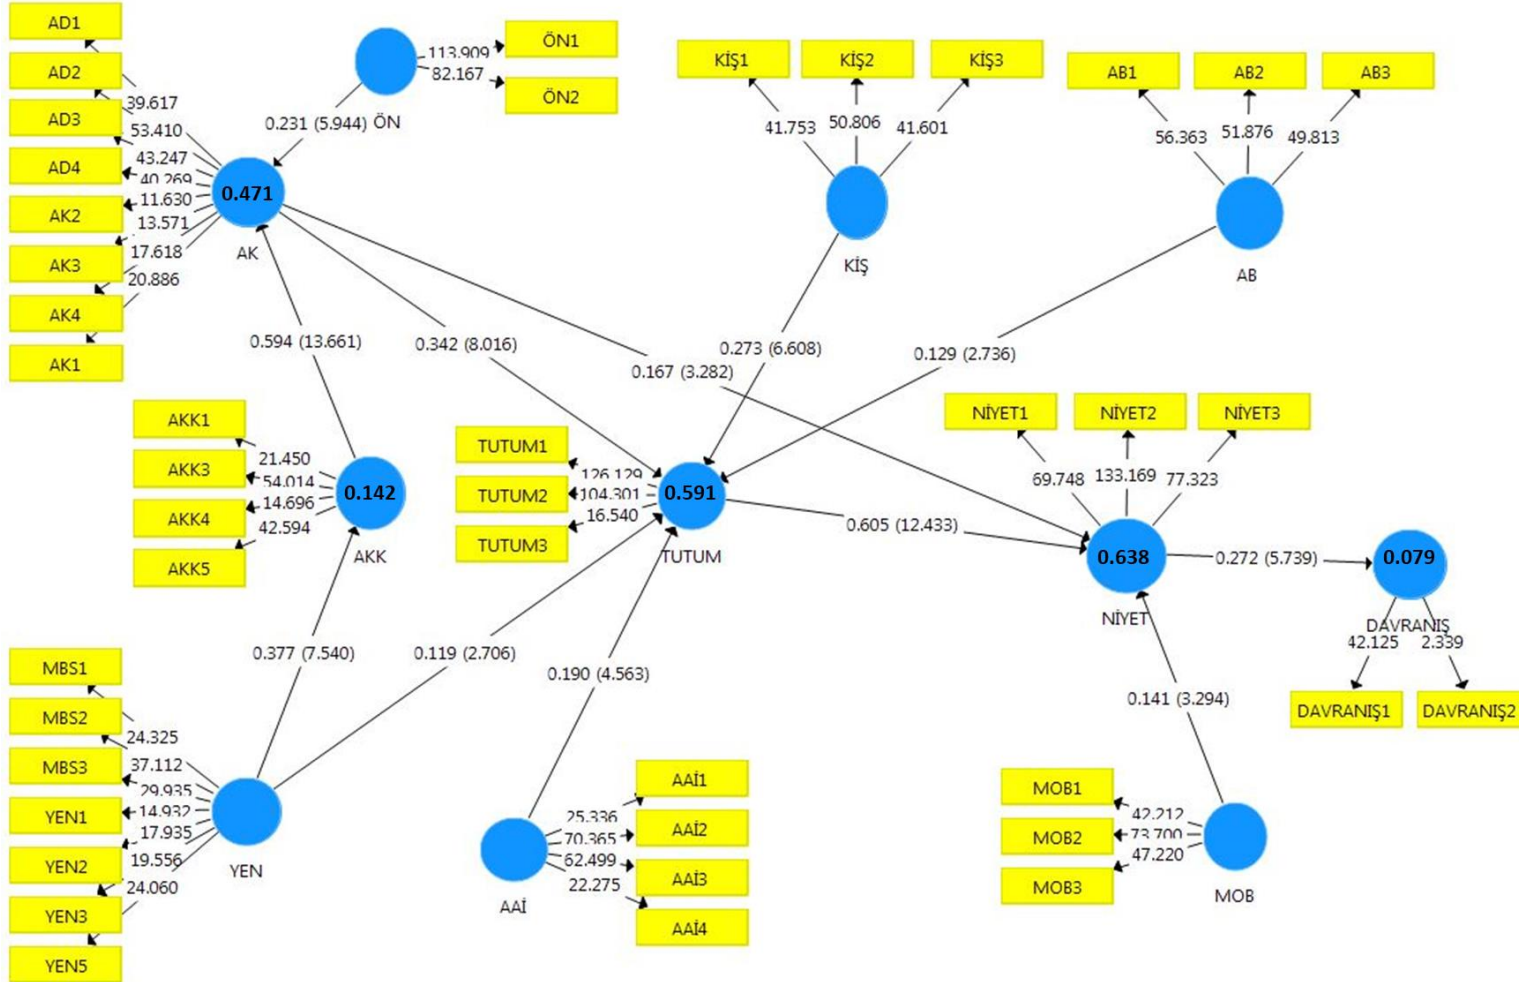 AD1
AD2
AD3
AD4
AK2
AK3
AK4
AK1
39.617
53.410
43.247
40.269
11.630
13.571
17.618
20.886
0.471
AK
ÖN
113.909
82.167
ÖN1
ÖN2
0.231 (5.944)
KİŞ1
KİŞ2
KİŞ3
41.753
50.806
41.601
KİŞ
AB1
AB2
AB3
56.363
51.876
49.813
AB
0.594 (13.661)
0.342 (8.016)
0.167 (3.282)
0.273 (6.608)
0.129 (2.736)
AKK1
AKK3
AKK4
AKK5
21.450
54.014
14.696
42.594
0.142
AKK
TUTUM1
TUTUM2
TUTUM3
126.129
104.301
16.540
0.591
TUTUM
NİYET1
NİYET2
NİYET3
69.748
133.169
77.323
0.605 (12.433)
0.638
NİYET
0.272 (5.739)
0.079
DAVRANIŞ
42.125
2.339
DAVRANIŞ1
DAVRANIŞ2
0.377 (7.540)
0.119 (2.706)
0.190 (4.563)
0.141 (3.294)
MBS1
MBS2
MBS3
YEN1
YEN2
YEN3
YEN5
24.325
37.112
29.935
14.932
17.935
19.556
24.060
YEN
AAİ
25.336
70.365
62.499
22.275
AAİ1
AAİ2
AAİ3
AAİ4
MOB1
MOB2
MOB3
42.212
73.700
47.220
MOB